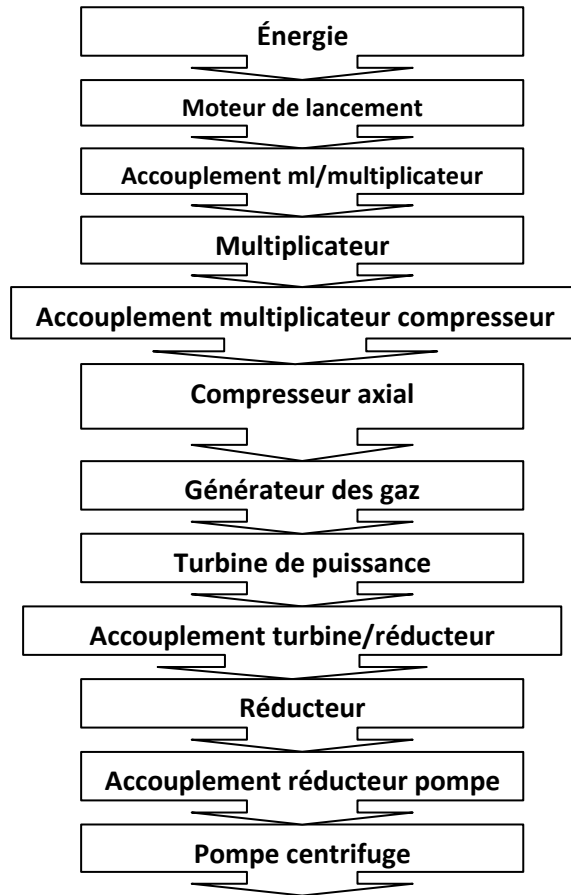 Énergie
Moteur de lancement
Accouplement ml/multiplicateur
Multiplicateur
Accouplement multiplicateur compresseur
Compresseur axial
Générateur des gaz
Turbine de puissance
Accouplement turbine/réducteur
Réducteur
Accouplement réducteur pompe
Pompe centrifuge